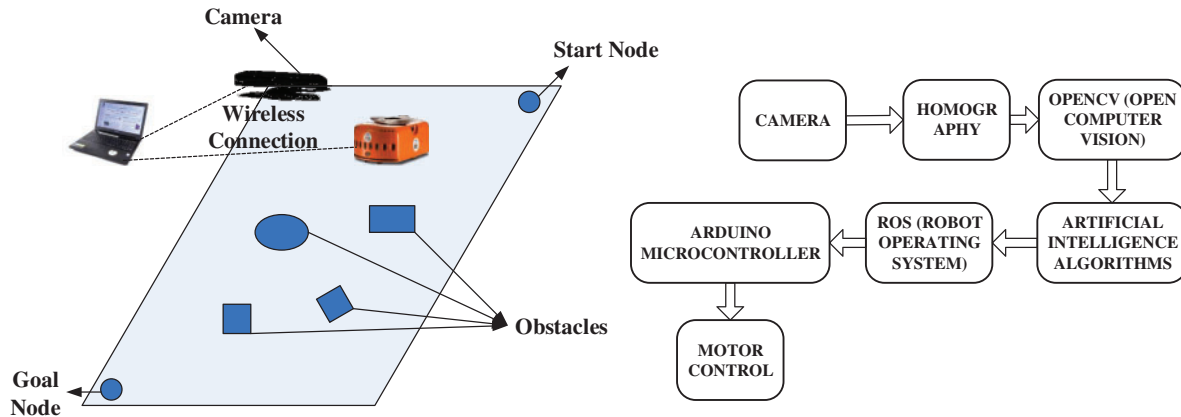 Camera
Start Node
Wireless
Connection
Obstacles
Goal
Node
CAMERA
HOMOGR
APHY
OPENCV (OPEN
COMPUTER
VISION)
ARTIFICIAL
INTELLIGENCE
ALGORITHMS
ROS (ROBOT
OPERATING
SYSTEM)
ARDUINO
MICROCONTROLLER
MOTOR
CONTROL